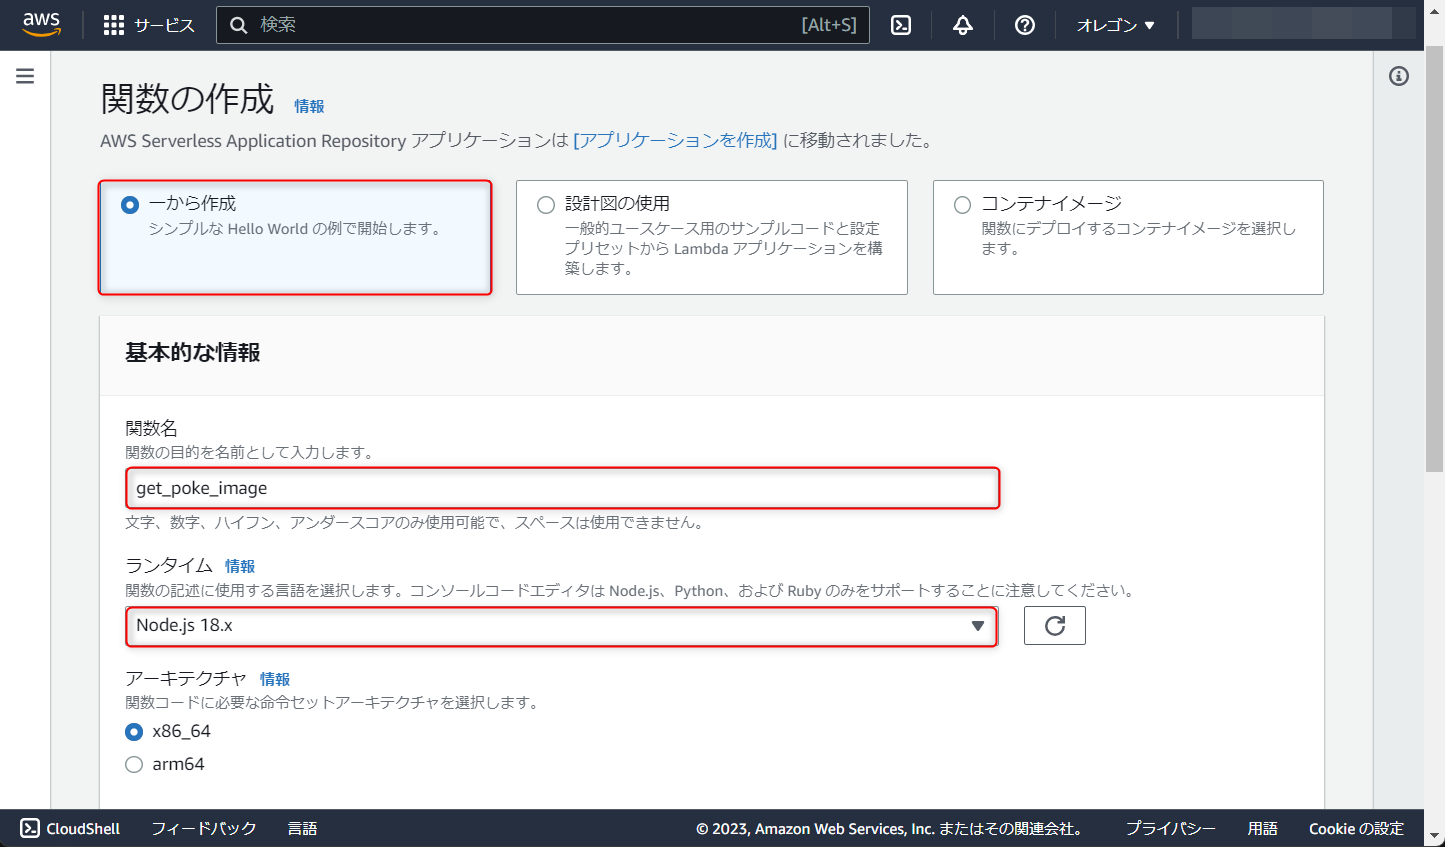 aws サービス 検索 [Alt+S] オレゴン ▼
関数の作成 情報
AWS Serverless Application Repository アプリケーションは [アプリケーションを作成] に移動されました。
一から作成
シンプルな Hello World の例で開始します。
設計図の使用
一般的ユースケース用のサンプルコードと設定
プリセットから Lambda アプリケーションを構
築します。
コンテナイメージ
関数にデプロイするコンテナイメージを選択し
ます。
基本的な情報
関数名
関数の目的を名前として入力します。
get_poke_image
文字、数字、ハイフン、アンダースコアのみ使用可能で、スペースは使用できません。
ランタイム 情報
関数の記述に使用する言語を選択します。コンソールコードエディタは Node.js、Python、および Ruby のみをサポートすることに注意してください。
Node.js 18.x
アーキテクチャ 情報
関数コードに必要な命令セットアーキテクチャを選択します。
x86_64
arm64
CloudShell フィードバック 言語 © 2023, Amazon Web Services, Inc. またはその関連会社。 プライバシー 用語 Cookie の設定